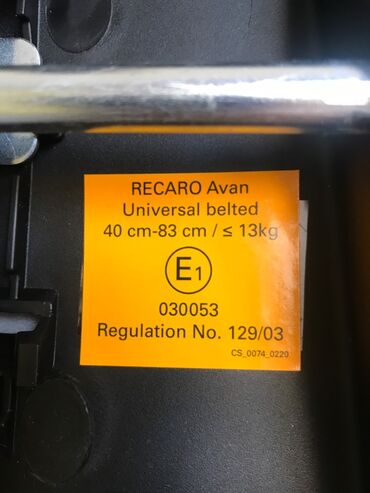 RECARO Avan
Universal belted
40 cm-83 cm / ≤ 13kg
E1
030053
Regulation No. 129/03
CS_0074_0220